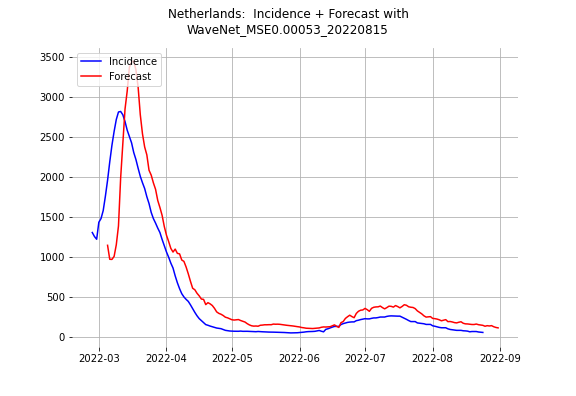 Netherlands:  Incidence + Forecast with
WaveNet_MSE0.00053_20220815
Incidence
Forecast
3500
3000
2500
2000
1500
1000
500
0
2022-03 2022-04 2022-05 2022-06 2022-07 2022-08 2022-09